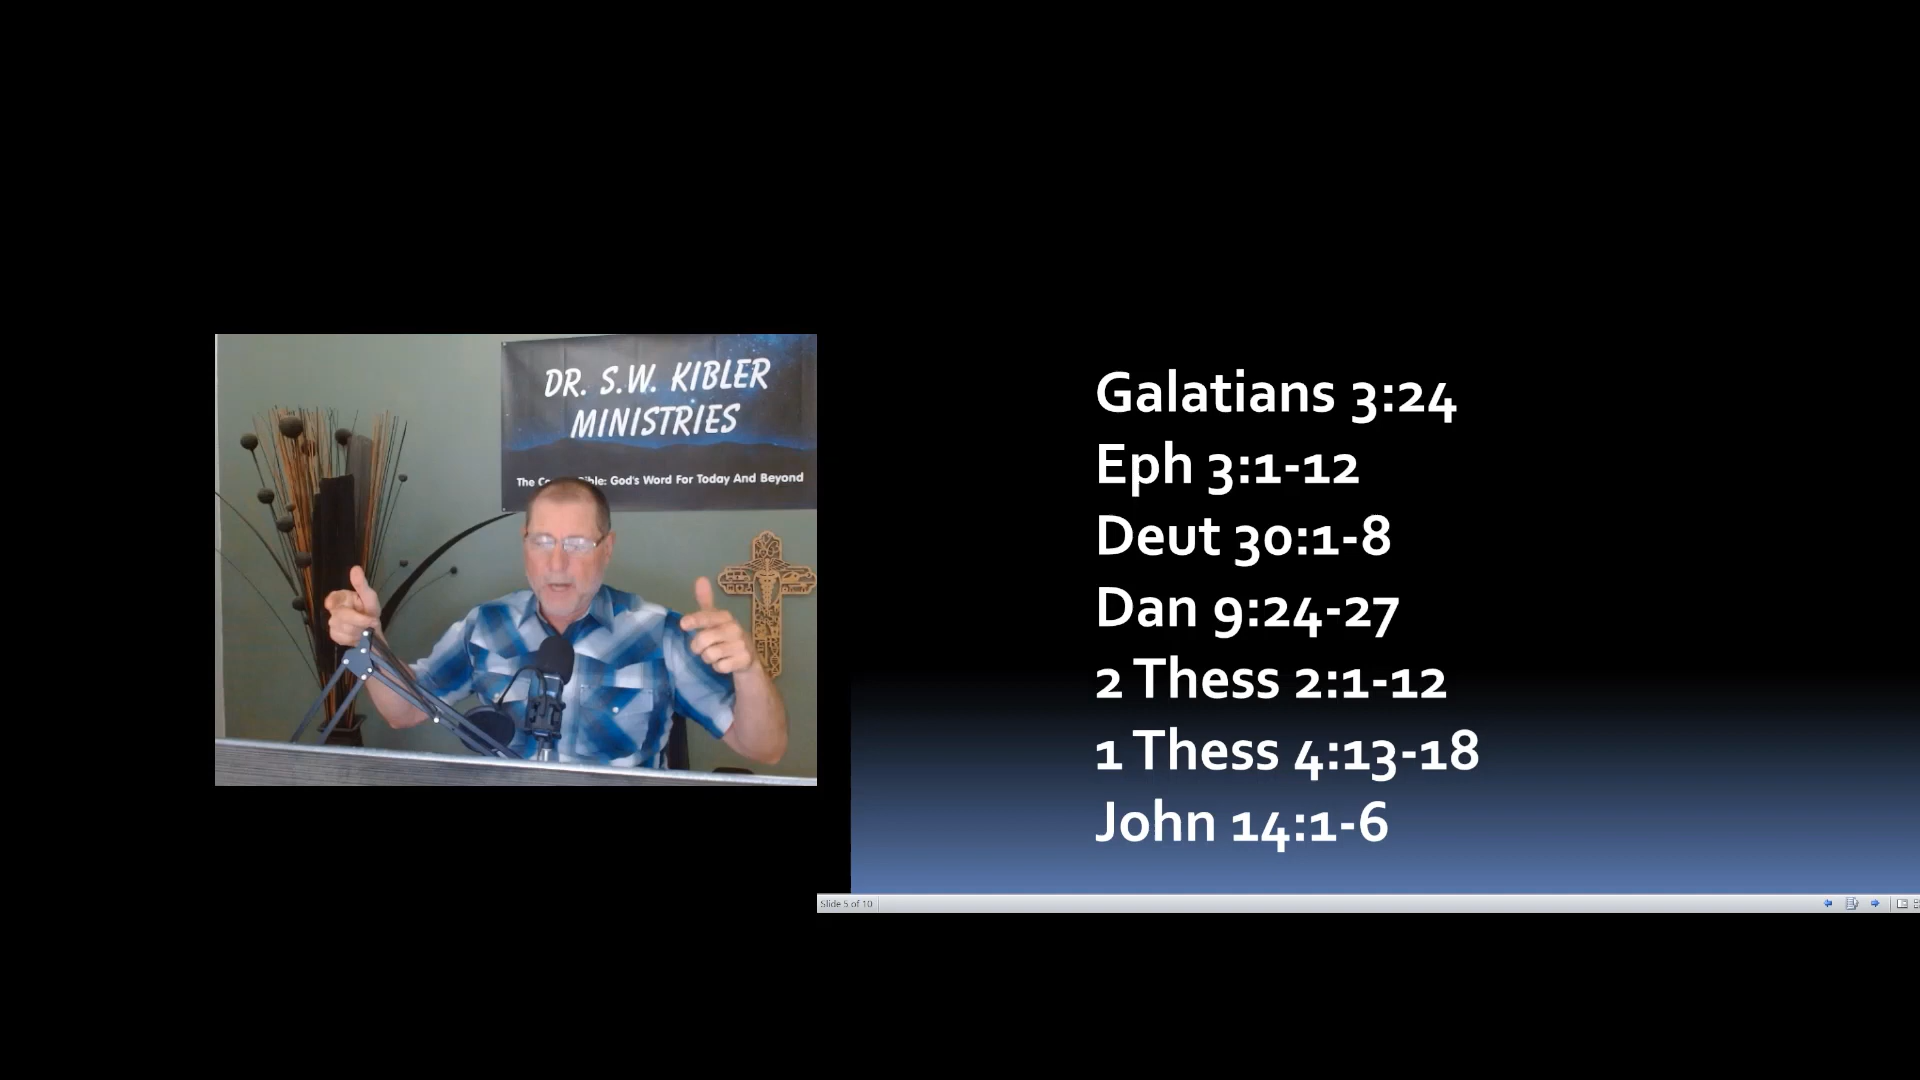 DR. S.W. KIBLER
MINISTRIES
The Bible: God's Word For Today And Beyond
Galatians 3:24
Eph 3:1-12
Deut 30:1-8
Dan 9:24-27
2 Thess 2:1-12
1 Thess 4:13-18
John 14:1-6
Slide 5 of 10